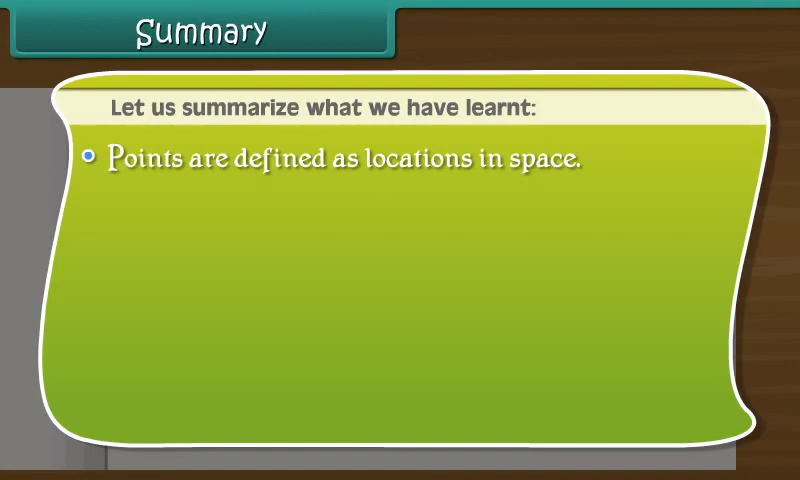 Summary
Let us summarize what we have learnt:
Points are defined as locations in space.